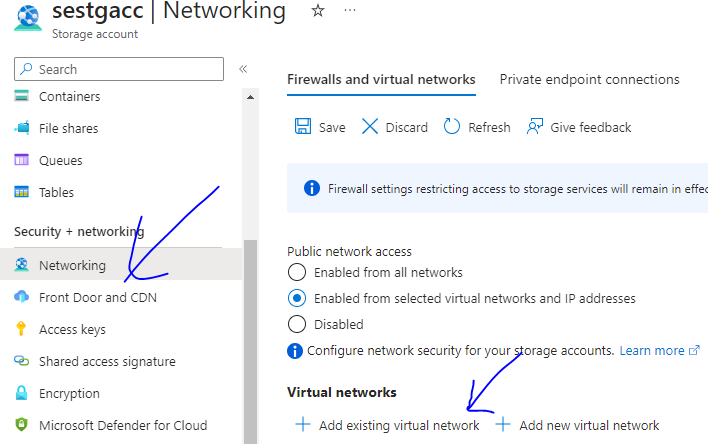 sestgacc | Networking
Storage account
Search
Containers
File shares
Queues
Tables
Security + networking
Networking
Front Door and CDN
Access keys
Shared access signature
Encryption
Microsoft Defender for Cloud
Firewalls and virtual networks Private endpoint connections
Save Discard Refresh Give feedback
Firewall settings restricting access to storage services will remain in effec
Public network access
Enabled from all networks
Enabled from selected virtual networks and IP addresses
Disabled
Configure network security for your storage accounts. Learn more
Virtual networks
Add existing virtual network Add new virtual network